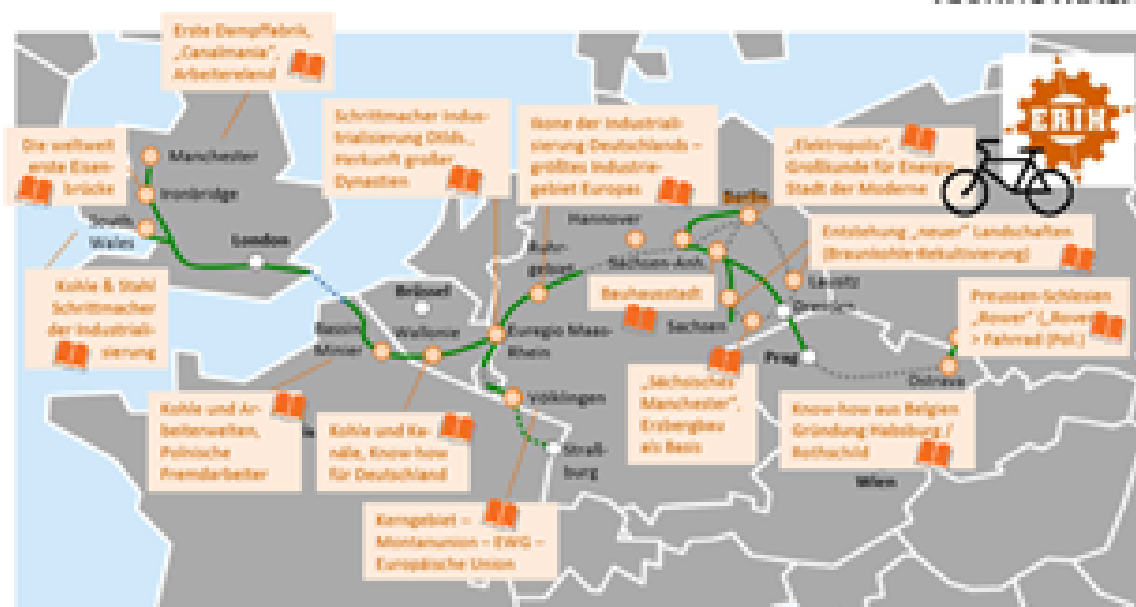 Erste Dampffabrik,
„Canalmania",
Arbeiterelend
Die weltweit
erste Eisen-
brücke
Manchester
Ironbridge
South
Wales
London
Kohle & Stahl
Schrittmacher
der Industriali-
sierung
Schrittmacher Indus-
trialisierung Dtlds.,
Herkunft großer
Dynastien
Ikone der Industriali-
sierung Deutschlands –
größtes Industrie-
gebiet Europas
„Elektropolis",
Großkunde für Energie
Stadt der Moderne
ERIH
Berlin
Hannover
Sachsen-Anh.
Ruhr-
gebiet
Entstehung „neuer" Landschaften
(Braunkohle-Rekultivierung)
Lausitz
Bauhausstadt
Dresden
Sachsen
Prag
Preussen-Schlesien
„Rower" („Rover"
> Fahrrad (Pol.)
Ostrava
Brüssel
Bassin
Minier
Wallonie
Euregio Maas-
Rhein
Völklingen
Straß-
burg
Kohle und Ar-
beiterwelten,
Polnische
Fremdarbeiter
Kohle und Ka-
näle, Know-how
für Deutschland
Kerngebiet –
Montanunion – EWG –
Europäische Union
„Sächsisches
Manchester",
Erzbergbau
als Basis
Know-how aus Belgien
Gründung Habsburg /
Rothschild
Wien